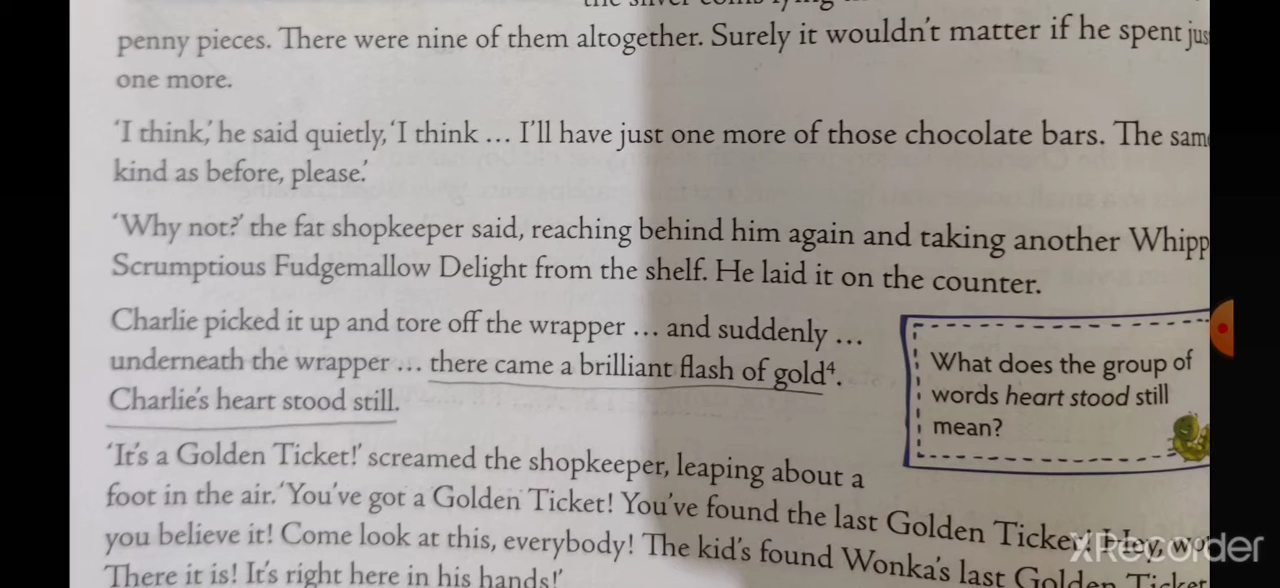 penny pieces. There were nine of them altogether. Surely it wouldn't matter if he spent
one more.
'I think,' he said quietly, 'I think ... I'll have just one more of those chocolate bars. The
kind as before, please.'
'Why not?' the fat shopkeeper said, reaching behind him again and taking another Whipp
Scrumptious Fudgemallow Delight from the shelf. He laid it on the counter.
Charlie picked it up and tore off the wrapper ... and suddenly ...
underneath the wrapper ... there came a brilliant flash of gold⁴.
Charlie's heart stood still.
What does the group of
words heart stood still
mean?
'It's a Golden Ticket!' screamed the shopkeeper, leaping about a
foot in the air. 'You've got a Golden Ticket! You've found the last Golden
you believe it! Come look at this, everybody! The kid's found Wonka's last Golden
There it is! It's right here in his hands!'
XRecorder